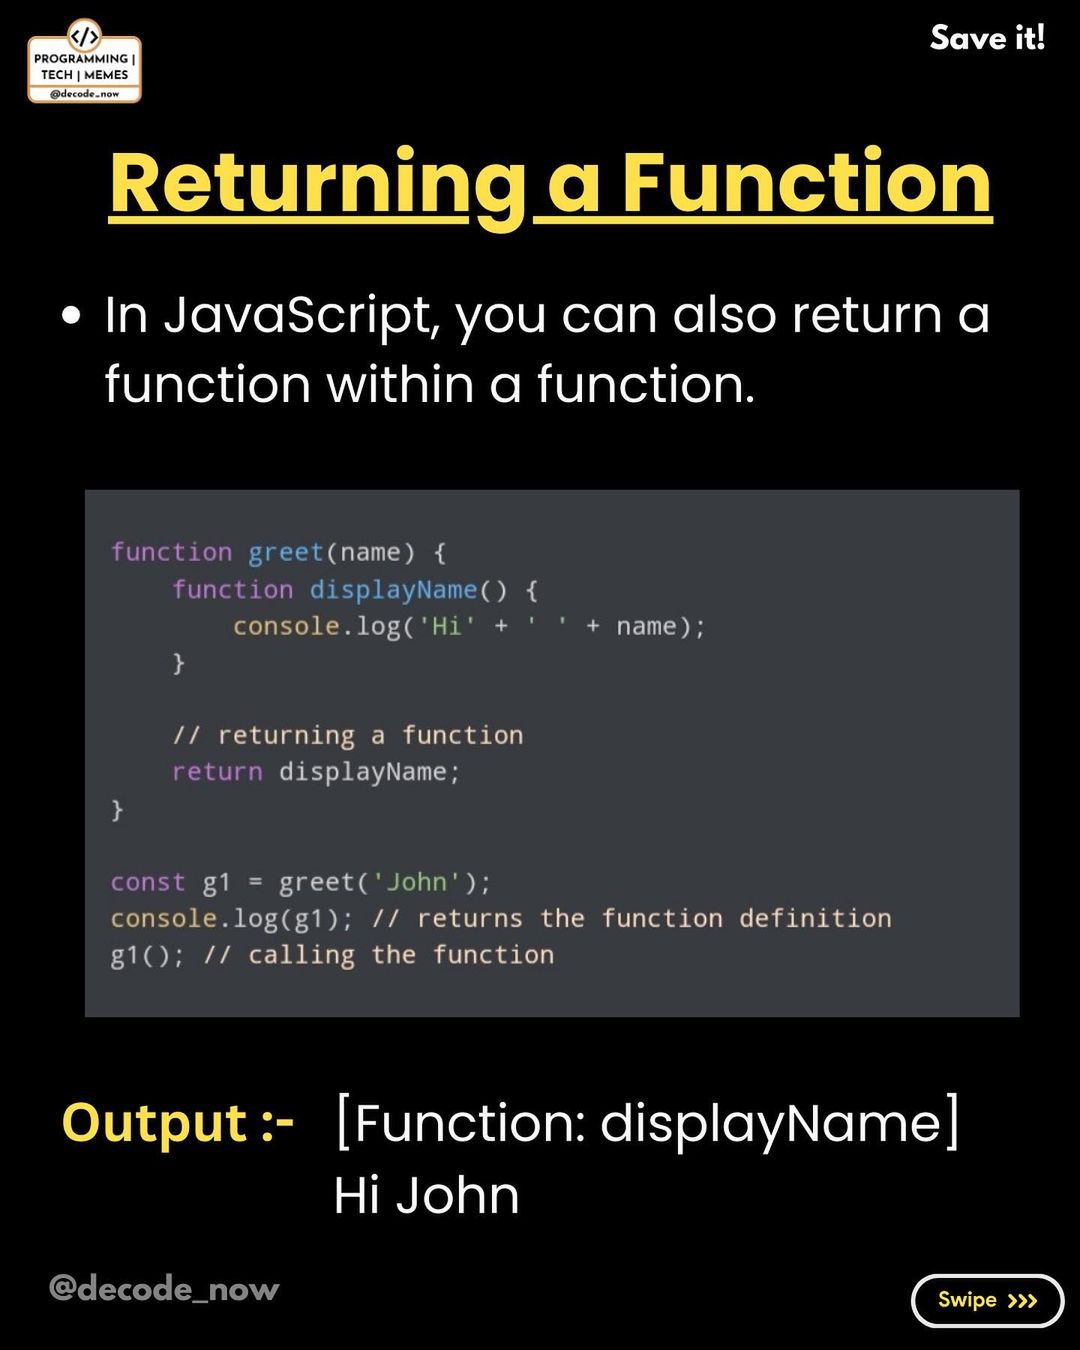 </>
PROGRAMMING |
TECH | MEMES
@decode_now
Save it!
Returning a Function
• In JavaScript, you can also return a
function within a function.
function greet(name) {
    function displayName() {
        console.log('Hi' + ' ' + name);
    }

    // returning a function
    return displayName;
}

const g1 = greet('John');
console.log(g1); // returns the function definition
g1(); // calling the function
Output :- [Function: displayName]
Hi John
@decode_now
Swipe >>>